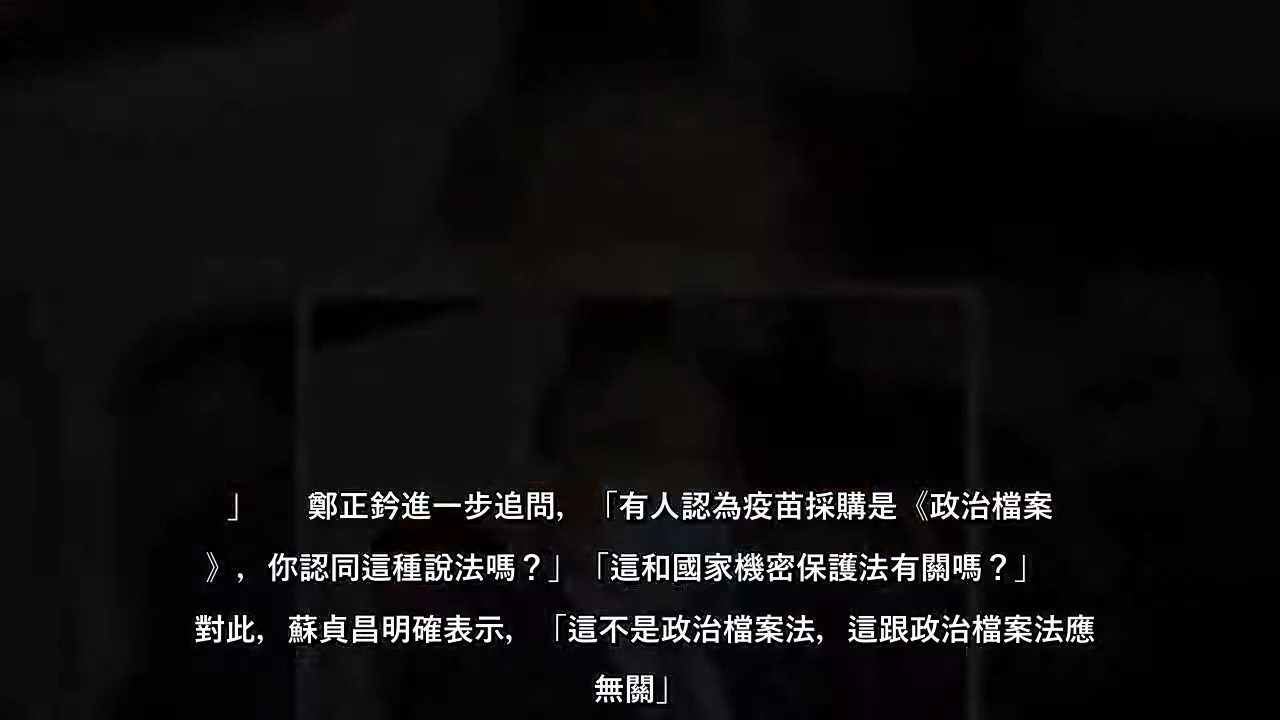 」　　鄭正鈐進一步追問，「有人認為疫苗採購是《政治檔案
》，你認同這種說法嗎？」「這和國家機密保護法有關嗎？」
對此，蘇貞昌明確表示，「這不是政治檔案法，這跟政治檔案法應
無關」